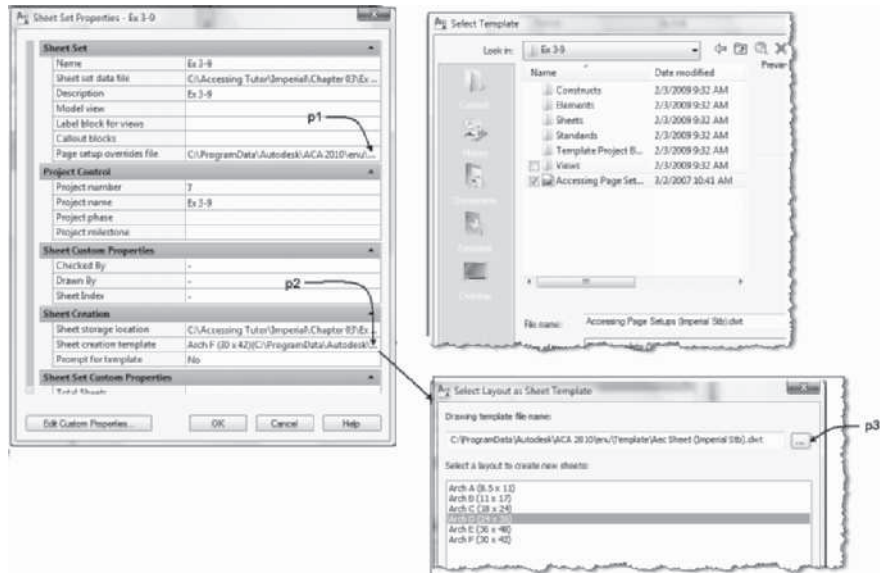 Sheet Set Properties - Ex 3-9
Sheet Set
Name Ex 3-9
Sheet set data file C:\Accessing Tutor\Imperial\Chapter 03\Ex ...
Description Ex 3-9
Model view
Label block for views
Callout blocks
Page setup overrides file C:\ProgramData\Autodesk\ACA 2010\enu\...
p1
Project Control
Project number 7
Project name Ex 3-9
Project phase
Project milestone
Sheet Custom Properties
Checked By -
Drawn By -
Sheet Index -
p2
Sheet Creation
Sheet storage location C:\Accessing Tutor\Imperial\Chapter 03\Ex ...
Sheet creation template Arch F (30 x 42)(C:\ProgramData\Autodesk\...
Prompt for template No
Sheet Set Custom Properties
Total Sheets
Edit Custom Properties... OK Cancel Help
Select Template
Look in: Ex 3-9
Name Date modified
Constructs 2/3/2009 9:32 AM
Elements 2/3/2009 9:32 AM
Sheets 2/3/2009 9:32 AM
Standards 2/3/2009 9:32 AM
Template Project B... 2/3/2009 9:32 AM
Views 2/3/2009 9:32 AM
Accessing Page Set... 3/2/2007 10:41 AM
File name: Accessing Page Setups (Imperial Stb).dwt
Select Layout as Sheet Template
Drawing template file name:
C:\ProgramData\Autodesk\ACA 2010\enu\Template\Aec Sheet (Imperial Stb).dwt ...
p3
Select a layout to create new sheets:
Arch A (8.5 x 11)
Arch B (11 x 17)
Arch C (18 x 24)
Arch D (24 x 36)
Arch E (36 x 48)
Arch F (30 x 42)